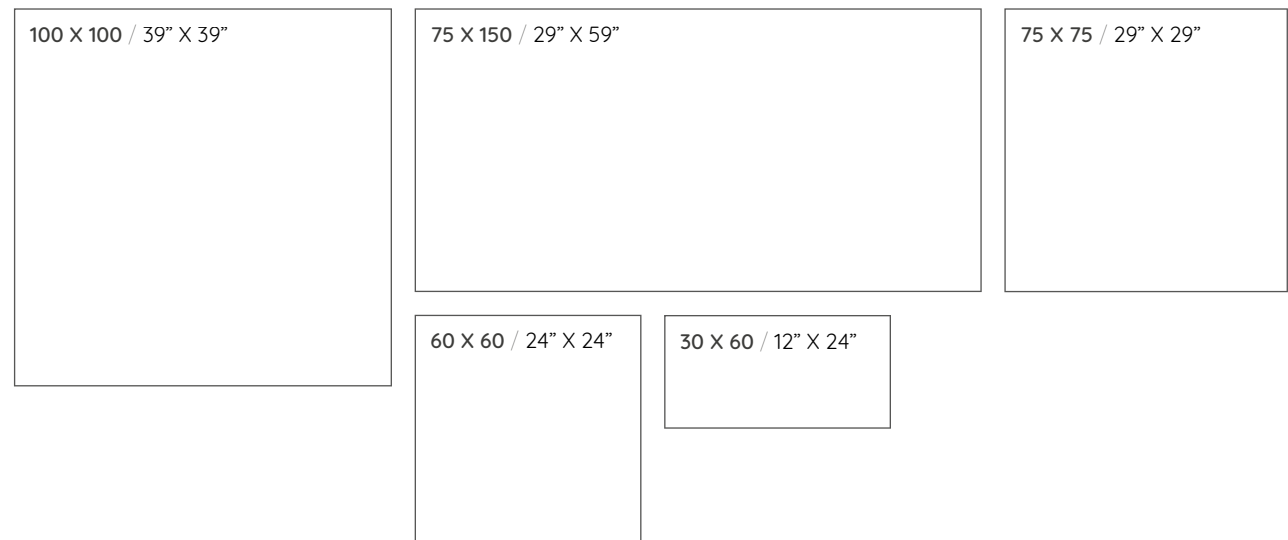 100 X 100 / 39” X 39”
75 X 150 / 29” X 59”
75 X 75 / 29” X 29”
60 X 60 / 24” X 24”
30 X 60 / 12” X 24”